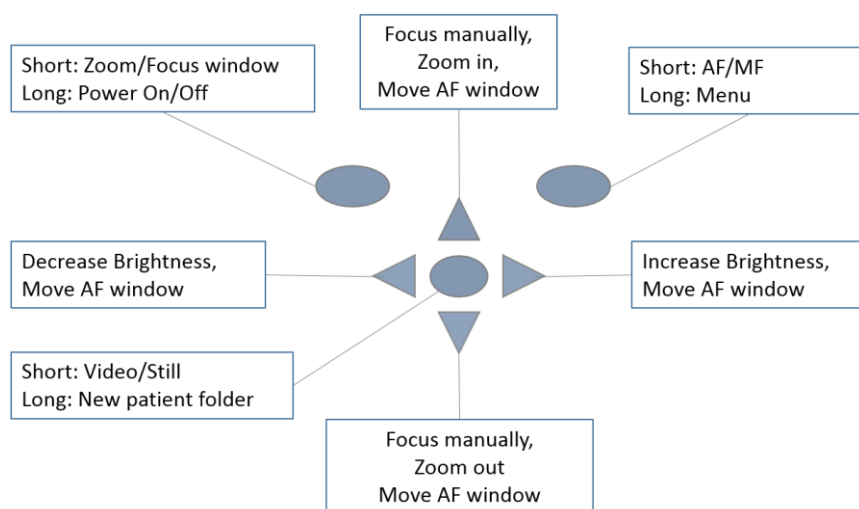 Focus manually,
Zoom in,
Move AF window
Short: Zoom/Focus window
Long: Power On/Off
Short: AF/MF
Long: Menu
Decrease Brightness,
Move AF window
Increase Brightness,
Move AF window
Short: Video/Still
Long: New patient folder
Focus manually,
Zoom out
Move AF window